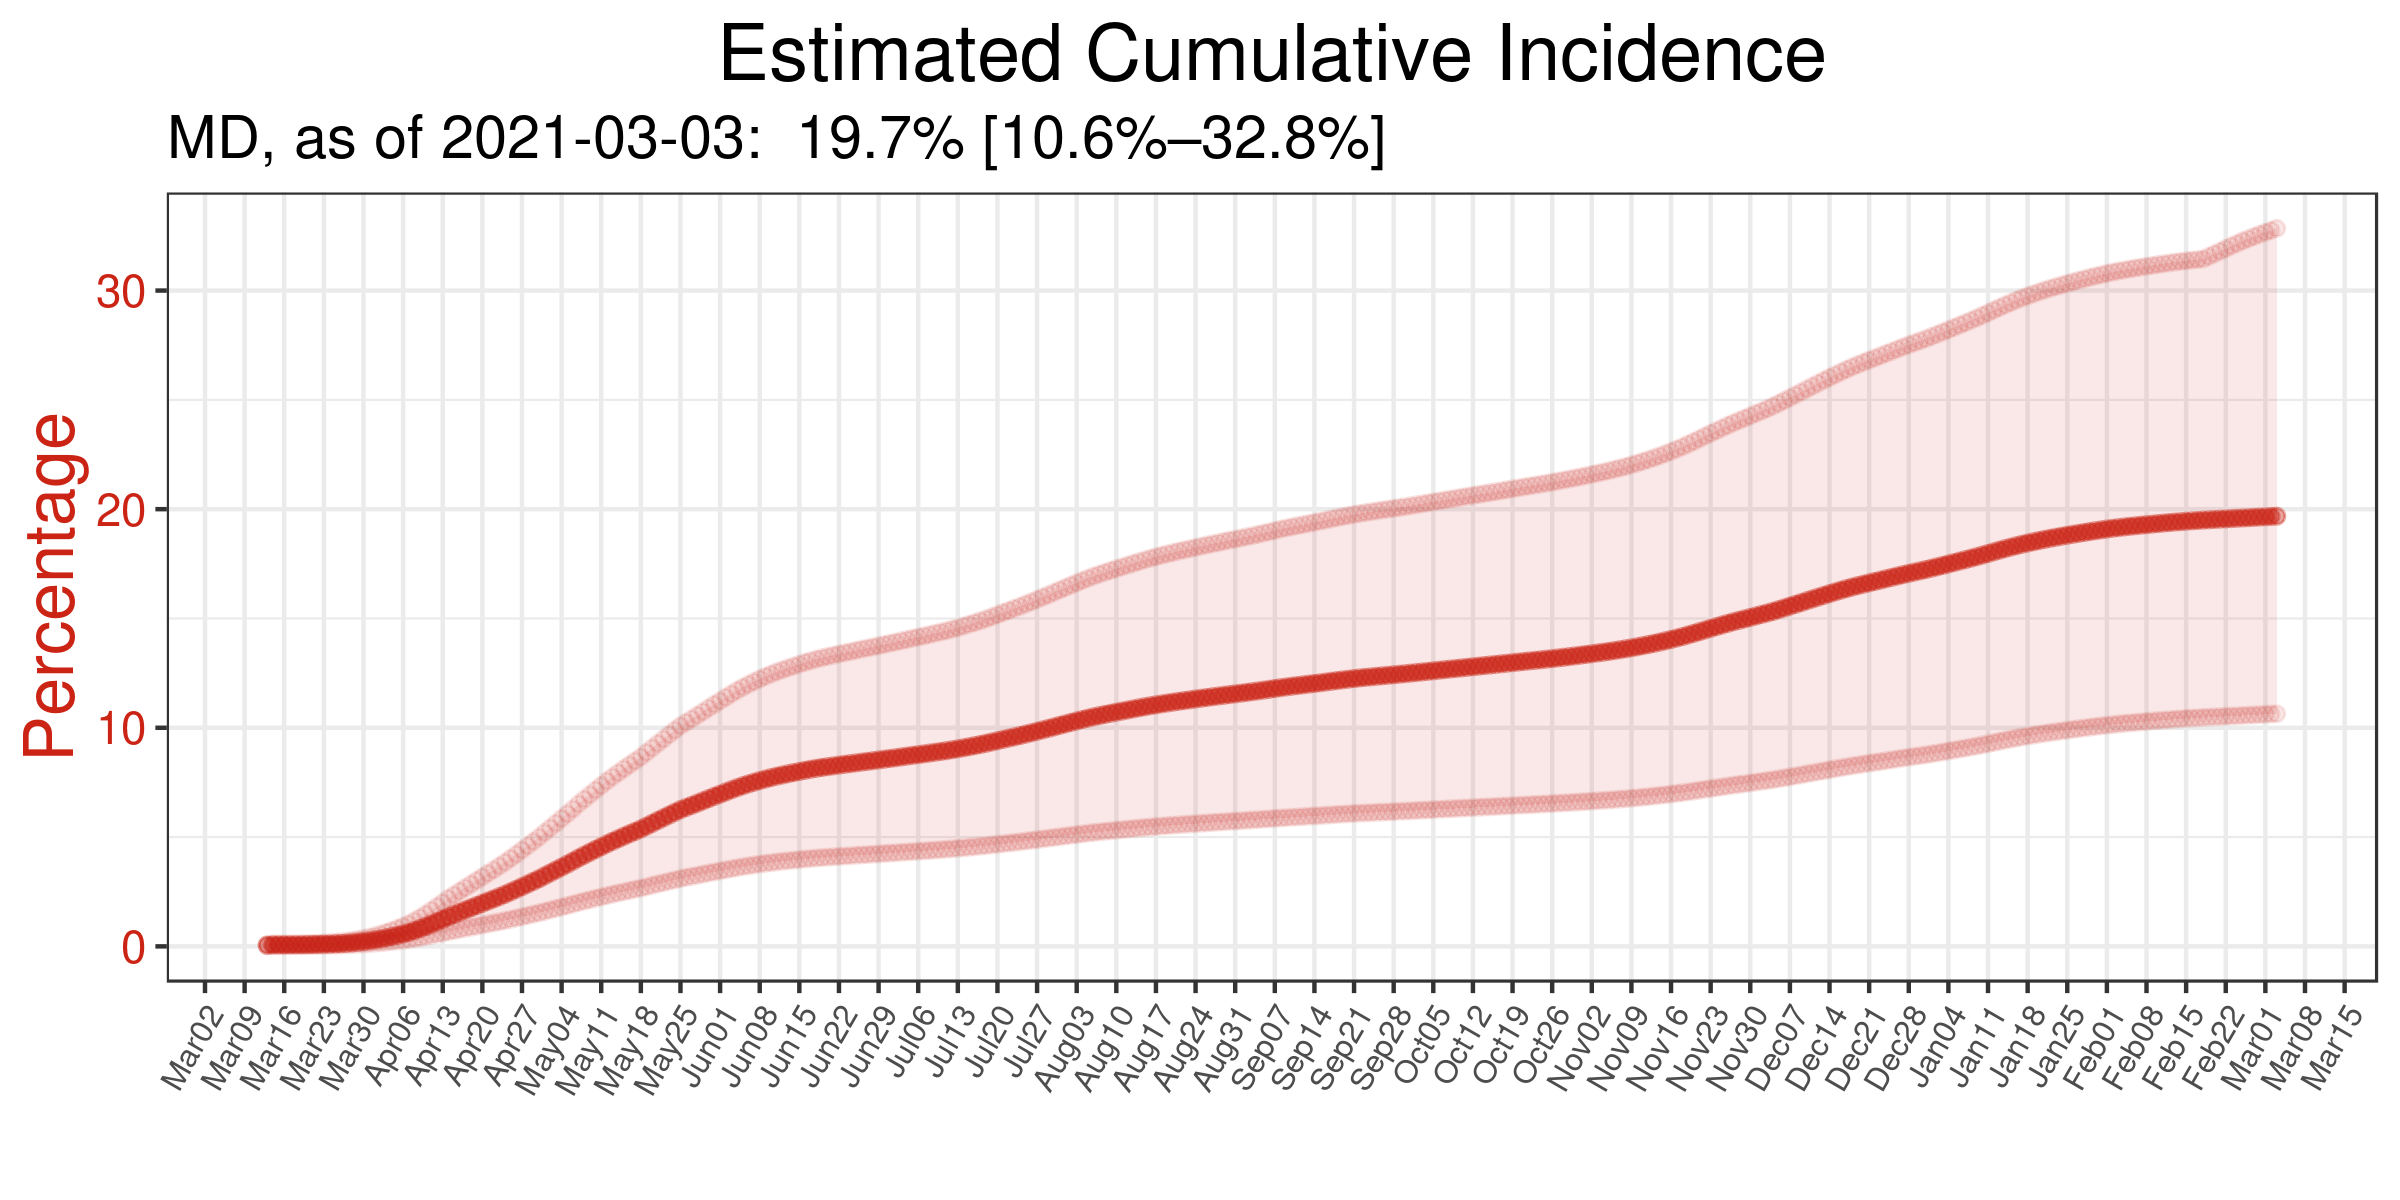 Estimated Cumulative Incidence
MD, as of 2021-03-03:  19.7% [10.6%–32.8%]
Percentage
30
20
10
0
Mar02
Mar09
Mar16
Mar23
Mar30
Apr06
Apr13
Apr20
Apr27
May04
May11
May18
May25
Jun01
Jun08
Jun15
Jun22
Jun29
Jul06
Jul13
Jul20
Jul27
Aug03
Aug10
Aug17
Aug24
Aug31
Sep07
Sep14
Sep21
Sep28
Oct05
Oct12
Oct19
Oct26
Nov02
Nov09
Nov16
Nov23
Nov30
Dec07
Dec14
Dec21
Dec28
Jan04
Jan11
Jan18
Jan25
Feb01
Feb08
Feb15
Feb22
Mar01
Mar08
Mar15